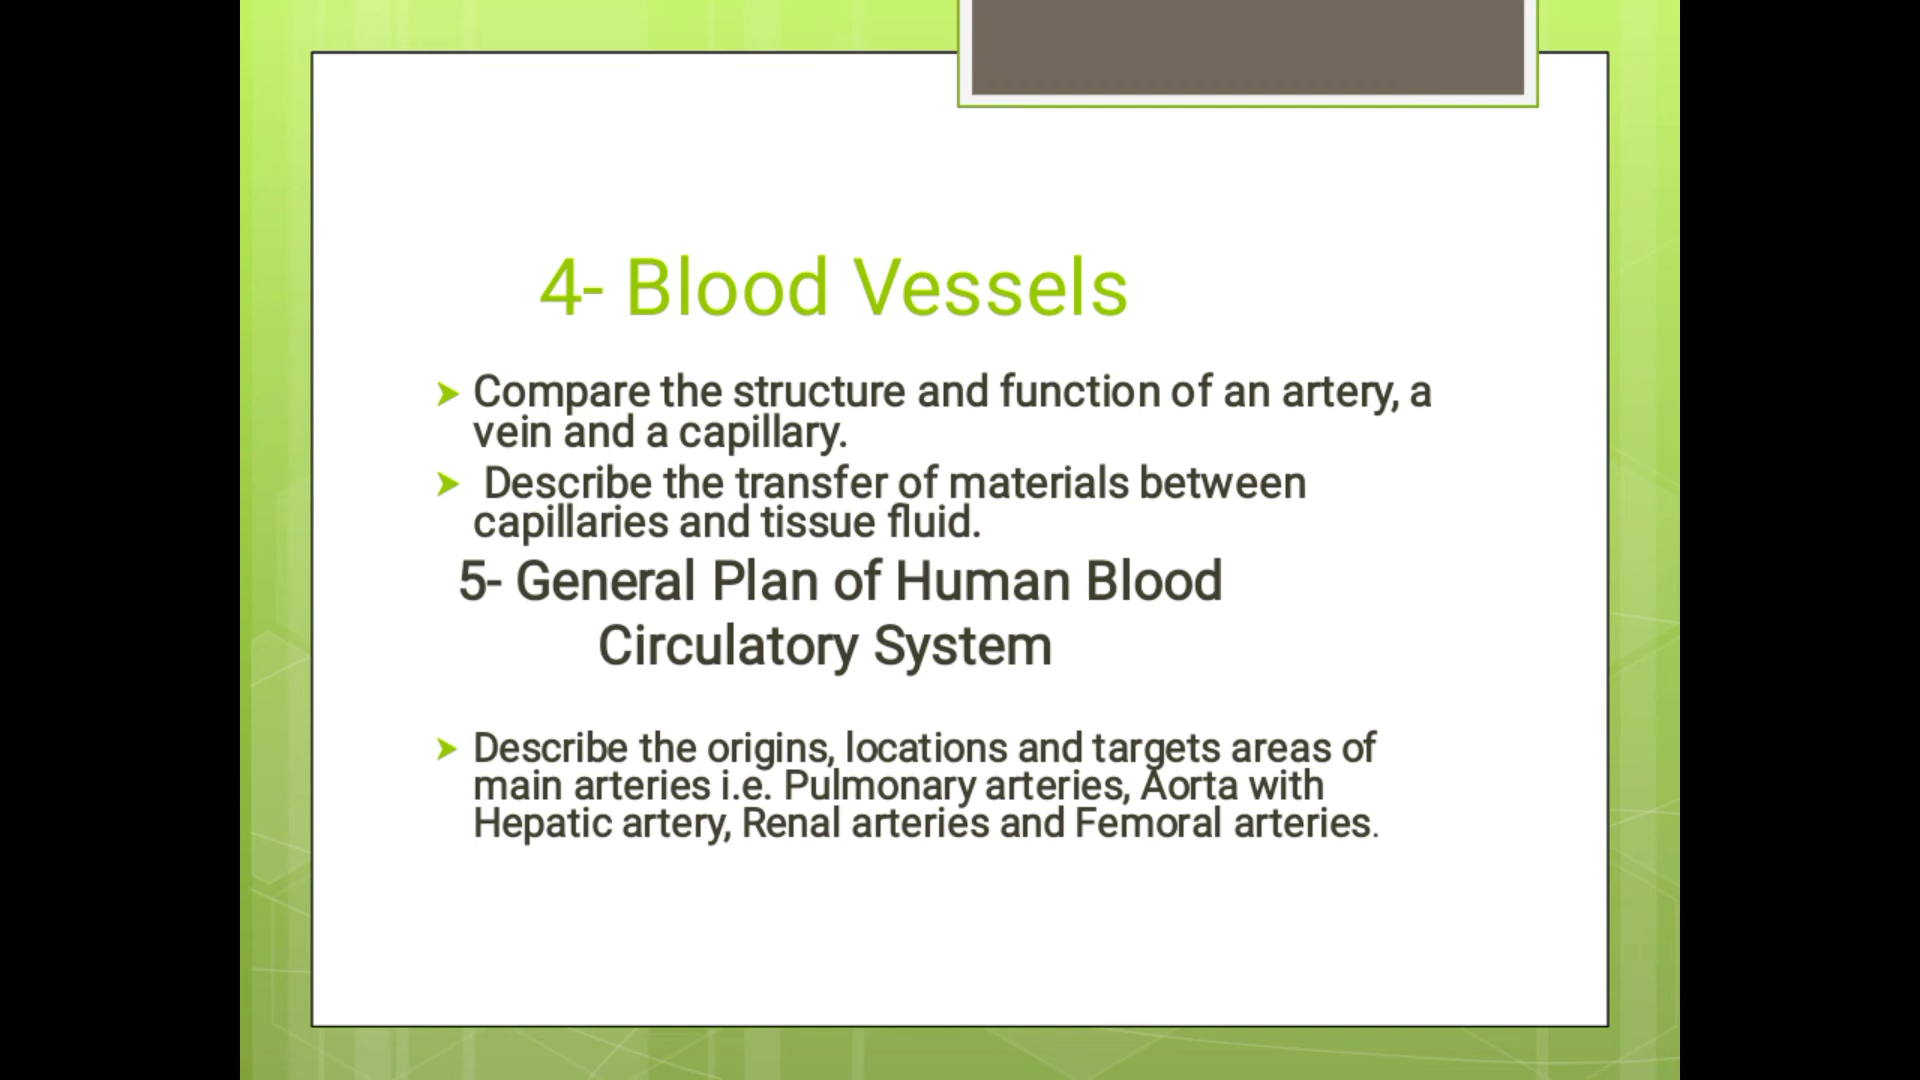 4- Blood Vessels
Compare the structure and function of an artery, a
vein and a capillary.
Describe the transfer of materials between
capillaries and tissue fluid.
5- General Plan of Human Blood
Circulatory System
Describe the origins, locations and targets areas of
main arteries i.e. Pulmonary arteries, Aorta with
Hepatic artery, Renal arteries and Femoral arteries.